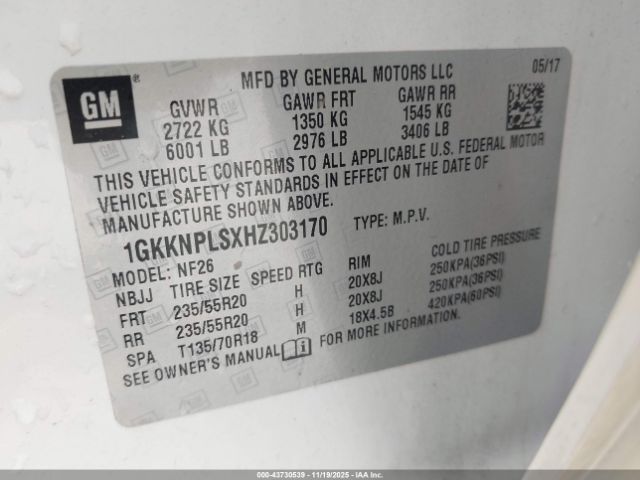 GM ®
MFD BY GENERAL MOTORS LLC 05/17
GVWR GAWR FRT GAWR RR
2722 KG 1350 KG 1545 KG
6001 LB 2976 LB 3406 LB
THIS VEHICLE CONFORMS TO ALL APPLICABLE U.S. FEDERAL MOTOR
VEHICLE SAFETY STANDARDS IN EFFECT ON THE DATE OF
MANUFACTURE SHOWN ABOVE.
1GKKNPLSXHZ303170 TYPE: M.P.V.
MODEL: NF26
NBJJ TIRE SIZE SPEED RTG RIM COLD TIRE PRESSURE
FRT 235/55R20 H 20X8J 250KPA(36PSI)
RR 235/55R20 H 20X8J 250KPA(36PSI)
SPA T135/70R18 M 18X4.5B 420KPA(60PSI)
SEE OWNER'S MANUAL i FOR MORE INFORMATION.
000-43730539 - 11/19/2025 - IAAI.COM